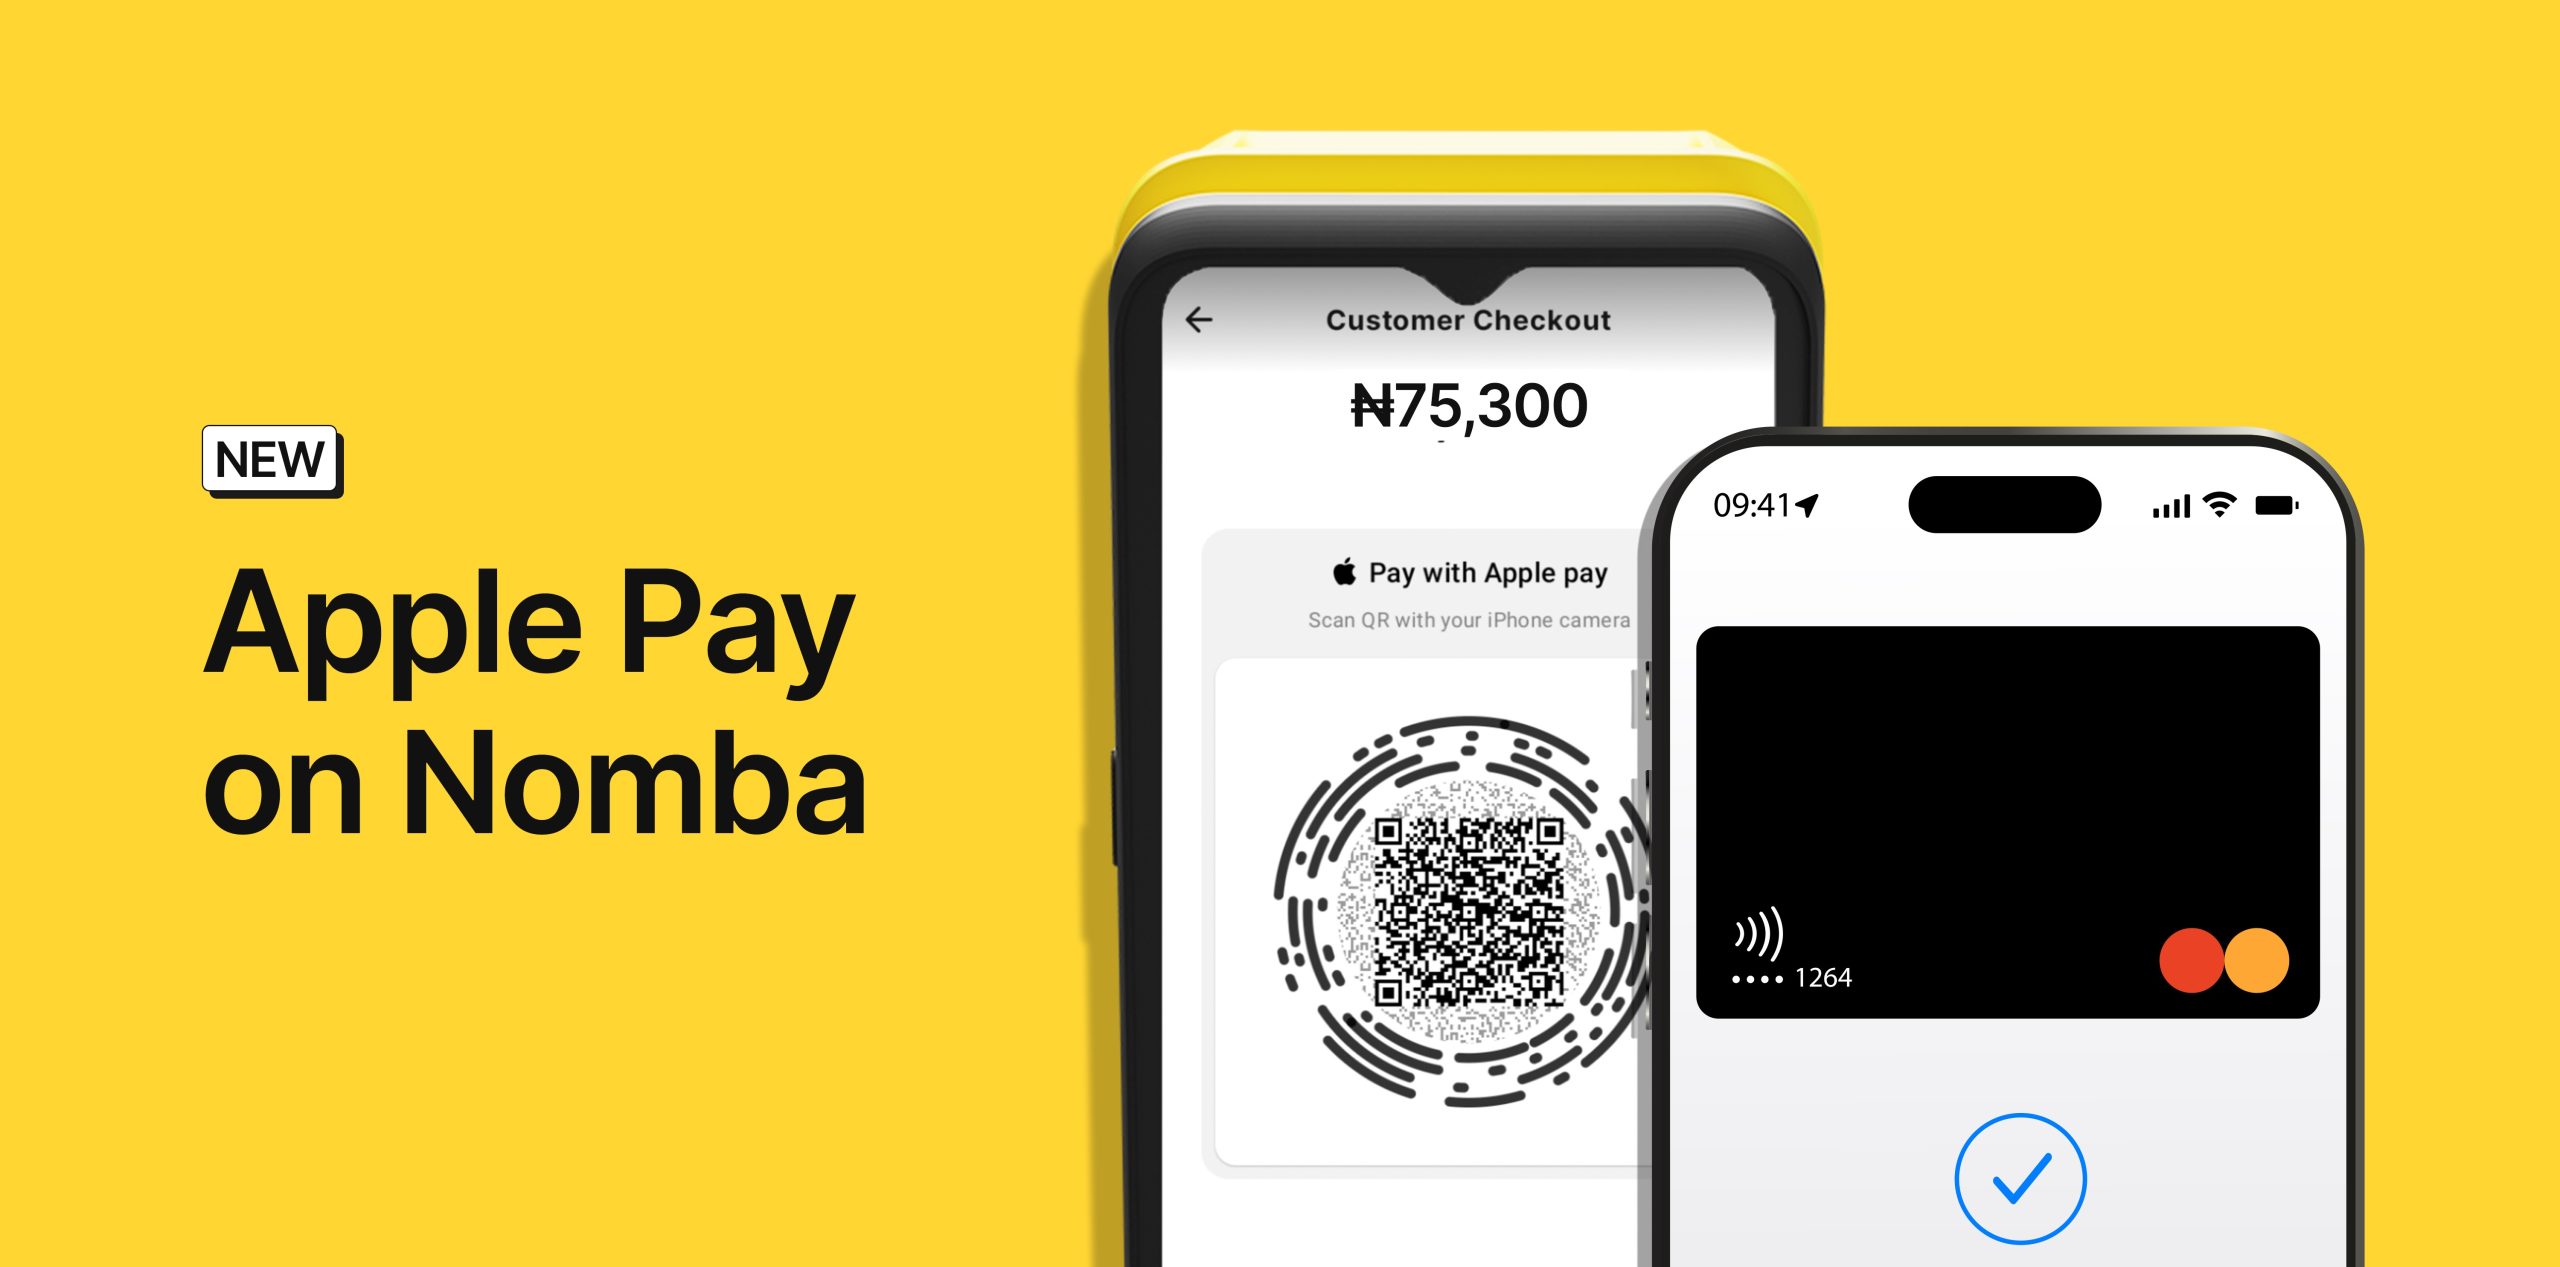 NEW
Apple Pay
on Nomba
Customer Checkout
₦75,300
Pay with Apple pay
Scan QR with your iPhone camera
09:41
•••• 1264